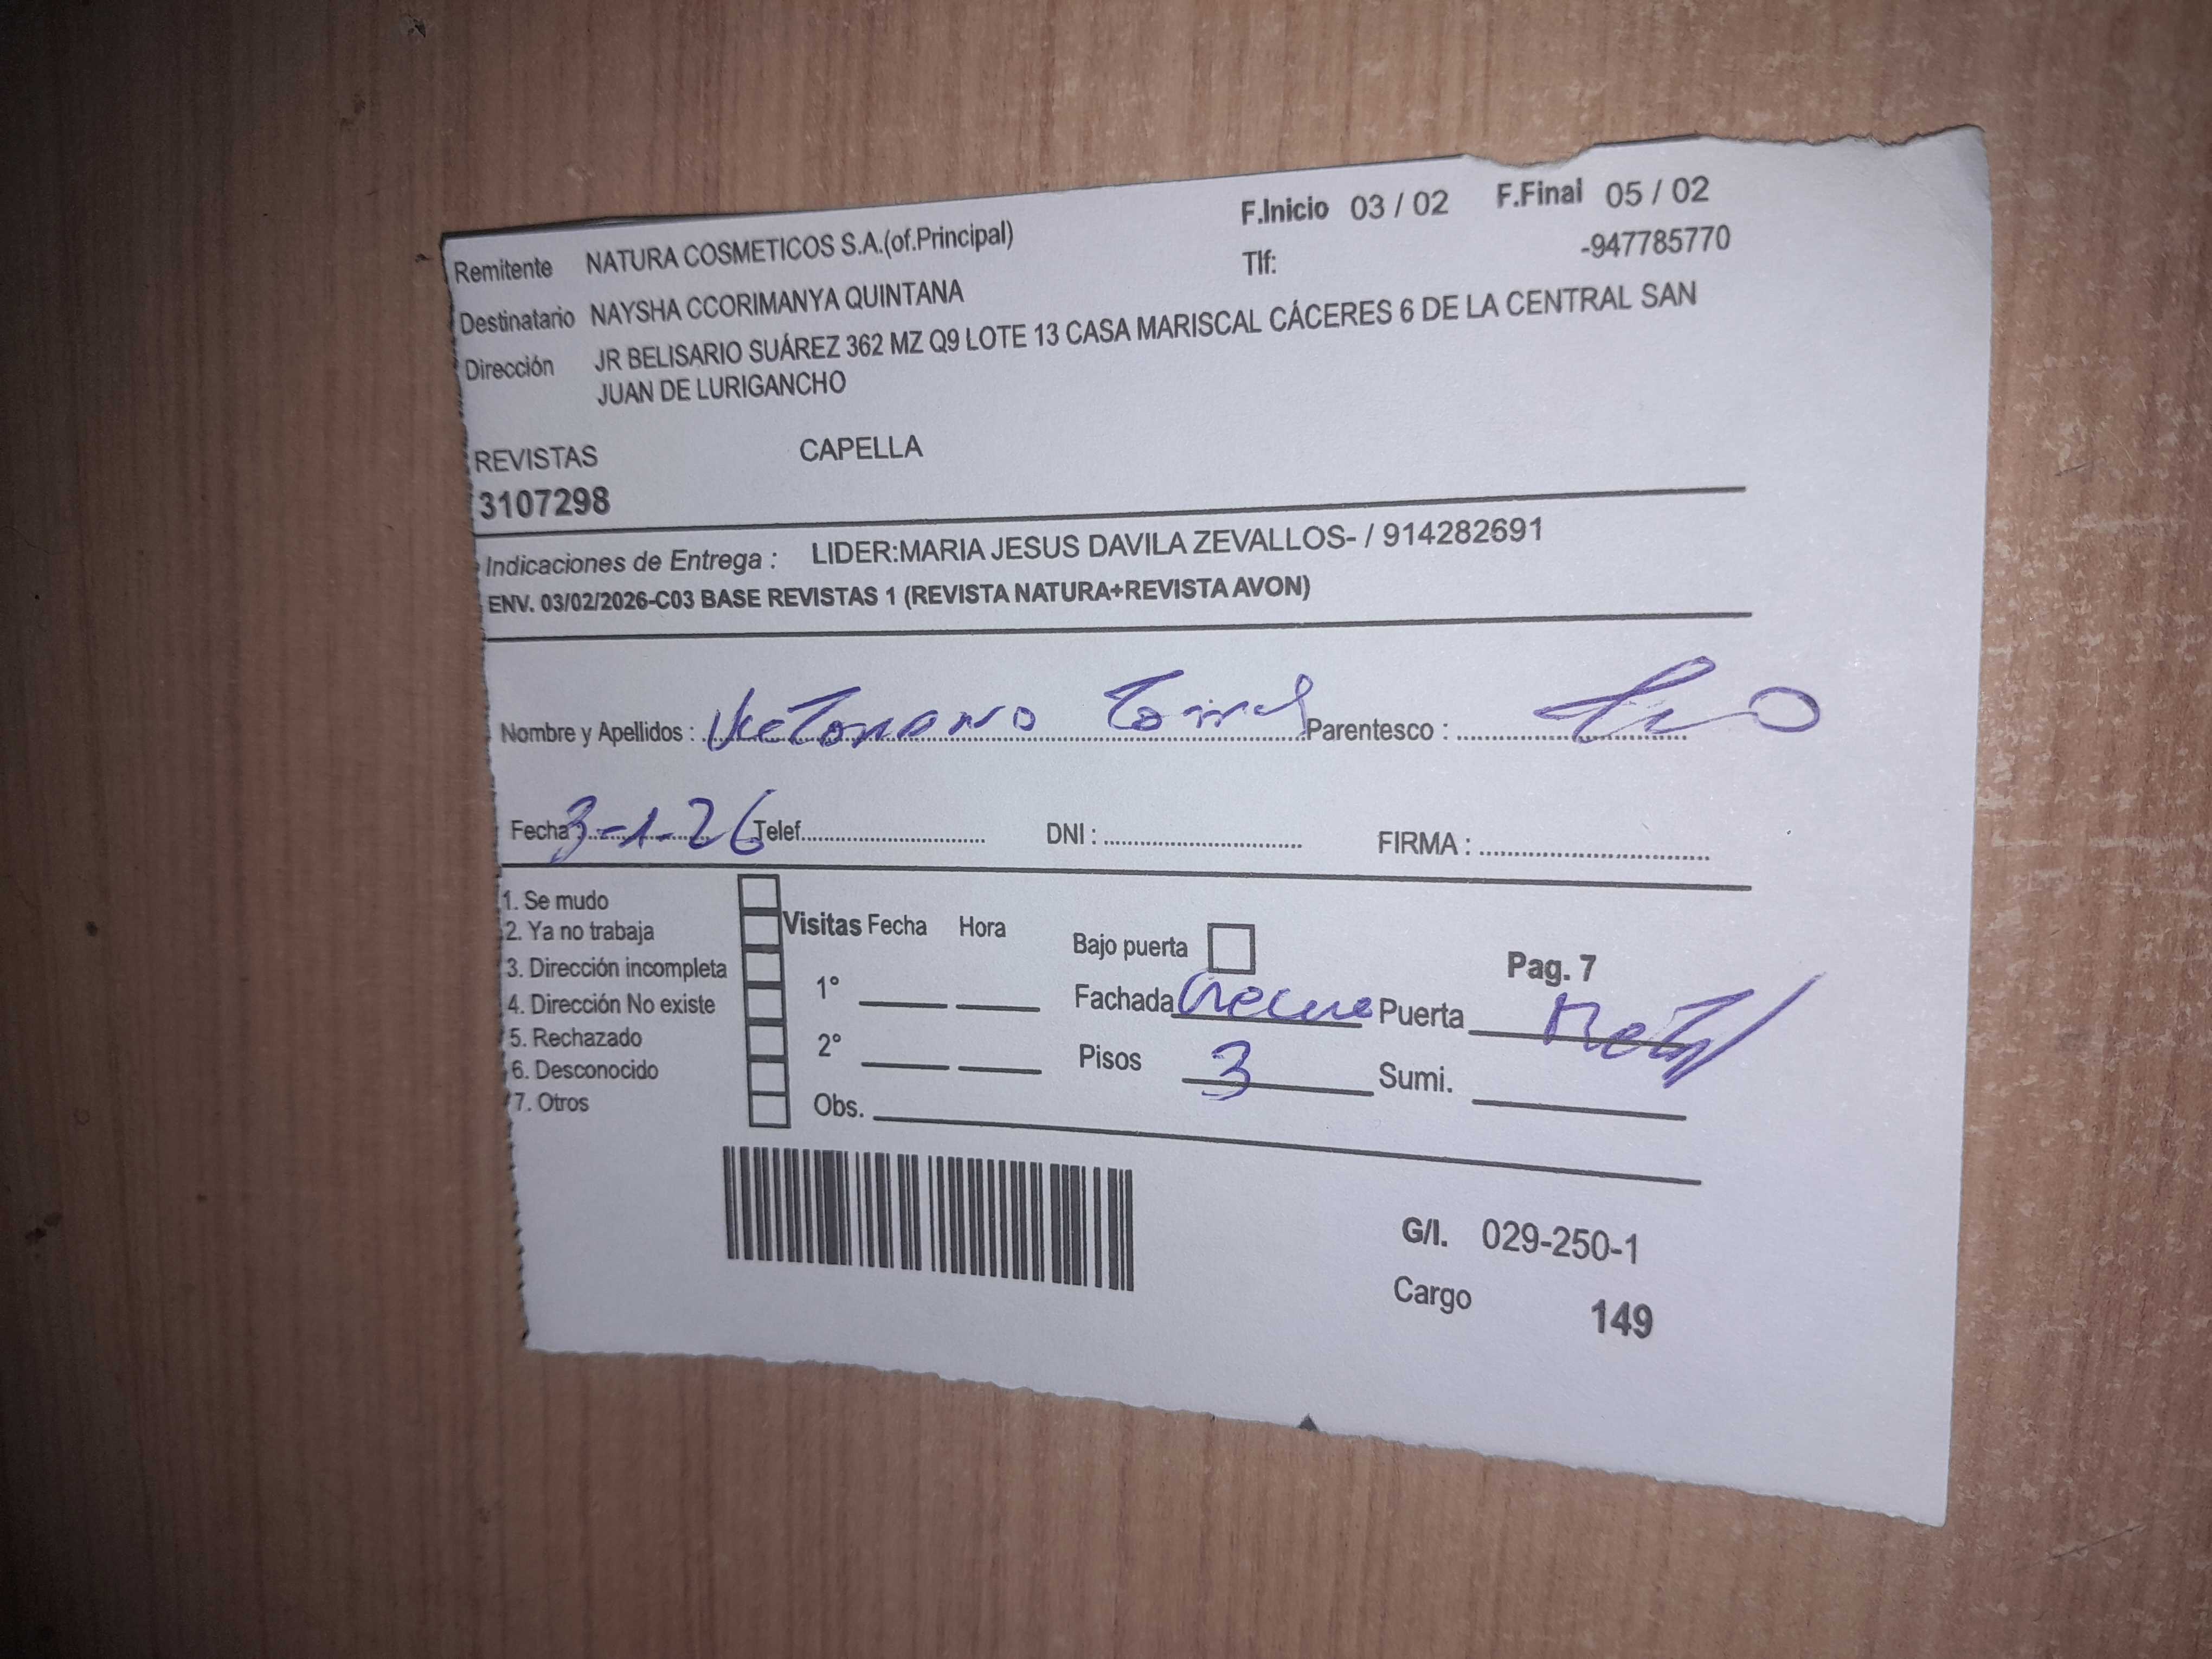 F.Inicio 03 / 02 F.Final 05 / 02
Remitente NATURA COSMETICOS S.A.(of.Principal) Tlf: -947785770
Destinatario NAYSHA CCORIMANYA QUINTANA
Dirección JR BELISARIO SUÁREZ 362 MZ Q9 LOTE 13 CASA MARISCAL CÁCERES 6 DE LA CENTRAL SAN
JUAN DE LURIGANCHO
REVISTAS CAPELLA
3107298
Indicaciones de Entrega : LIDER:MARIA JESUS DAVILA ZEVALLOS- / 914282691
ENV. 03/02/2026-C03 BASE REVISTAS 1 (REVISTA NATURA+REVISTA AVON)
Nombre y Apellidos : Parentesco :
Fecha : 3-1-26 Telef. DNI : FIRMA :
1. Se mudo
2. Ya no trabaja Visitas Fecha Hora Bajo puerta Pag. 7
3. Dirección incompleta 1° Fachada Puerta Metal
4. Dirección No existe
5. Rechazado 2° Pisos 3 Sumi.
6. Desconocido
7. Otros Obs.
G/I. 029-250-1
Cargo 149